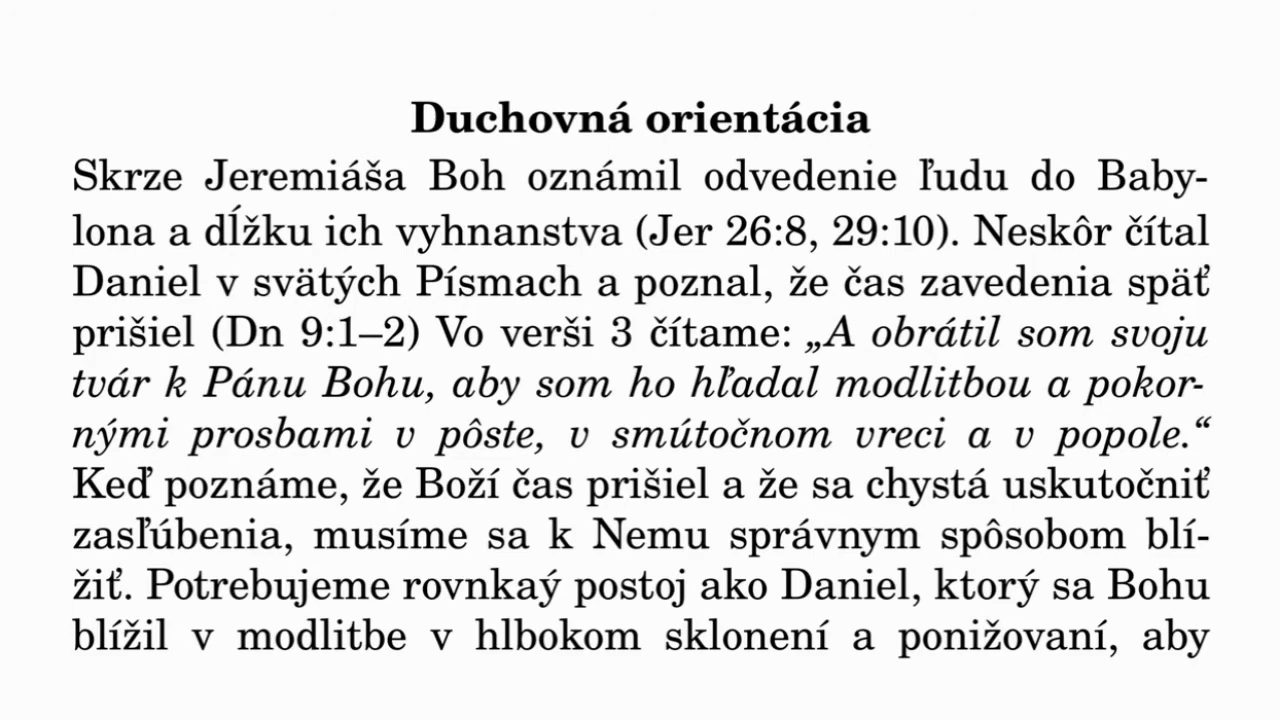 Duchovná orientácia
Skrze Jeremiáša Boh oznámil odvedenie ľudu do Baby-
lona a dĺžku ich vyhnanstva (Jer 26:8, 29:10). Neskôr čítal
Daniel v svätých Písmach a poznal, že čas zavedenia späť
prišiel (Dn 9:1–2) Vo verši 3 čítame: „A obrátil som svoju
tvár k Pánu Bohu, aby som ho hľadal modlitbou a pokor-
nými prosbami v pôste, v smútočnom vreci a v popole.“
Keď poznáme, že Boží čas prišiel a že sa chystá uskutočniť
zasľúbenia, musíme sa k Nemu správnym spôsobom blí-
žiť. Potrebujeme rovnkaý postoj ako Daniel, ktorý sa Bohu
blížil v modlitbe v hlbokom sklonení a ponižovaní, aby